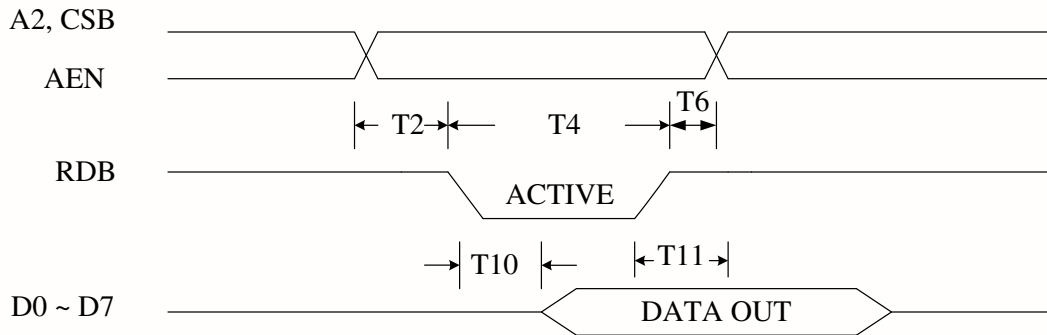 A2, CSB
AEN
T2
T4
T6
RDB
ACTIVE
T10
T11
D0 ~ D7
DATA OUT